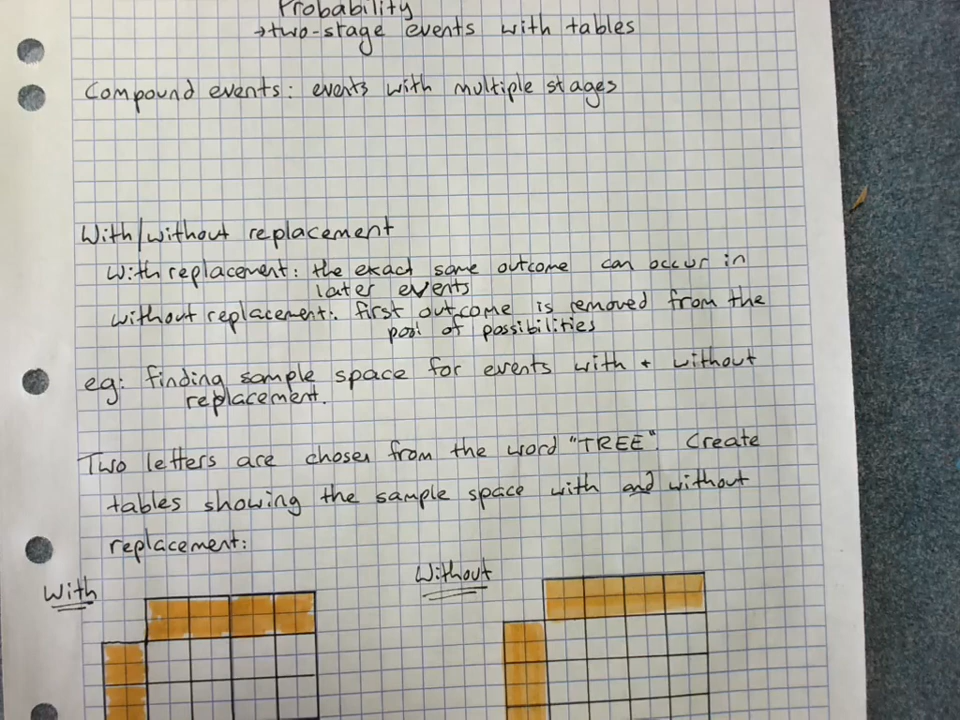 Probability
→two-stage events with tables
Compound events: events with multiple stages
With/without replacement
With replacement: the exact same outcome can occur in
later events
without replacement: first outcome is removed from the
pool of possibilities
eg: finding sample space for events with + without
replacement.
Two letters are chosen from the word "TREE". Create
tables showing the sample space with and without
replacement:
With
Without